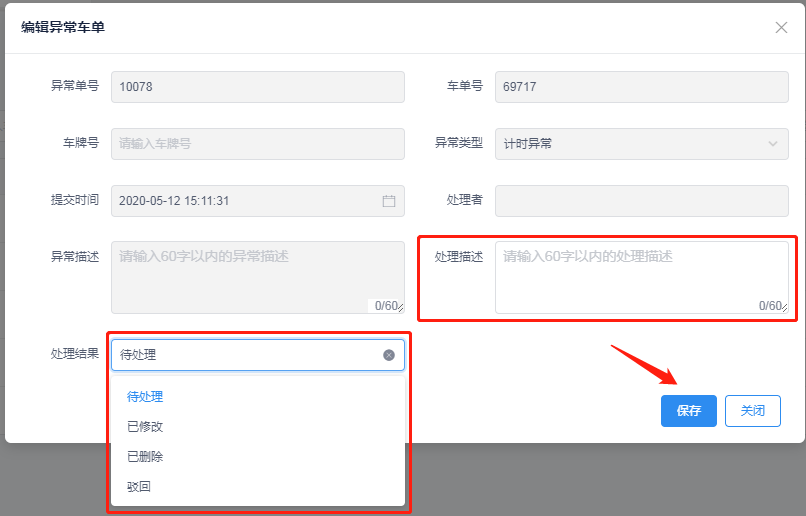 编辑异常车单
异常单号 10078 车单号 69717
车牌号 请输入车牌号 异常类型 计时异常
提交时间 2020-05-12 15:11:31 处理者
异常描述 请输入60字以内的异常描述 处理描述 请输入60字以内的处理描述
0/60 0/60
处理结果 待处理
待处理
已修改
已删除
驳回
保存 关闭